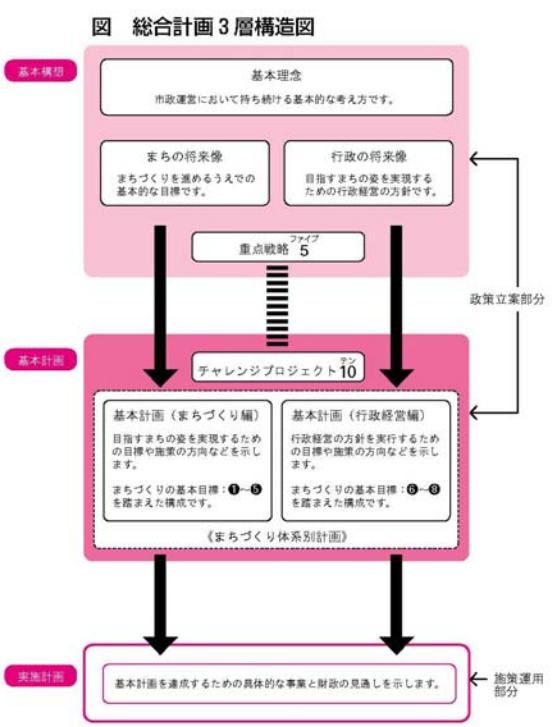 図 総合計画3層構造図
基本構想
基本理念
市政運営において持ち続ける基本的な考え方です。
まちの将来像
まちづくりを進めるうえでの
基本的な目標です。
行政の将来像
目指すまちの姿を実現する
ための行政経営の方針です。
ファイブ
重点戦略 5
政策立案部分
基本計画
テン
チャレンジプロジェクト10
基本計画(まちづくり編)
目指すまちの姿を実現するため
の目標や施策の方向などを示し
ます。
まちづくりの基本目標:❶~❺
を踏まえた構成です。
基本計画(行政経営編)
行政経営の方針を実行するため
の目標や施策の方向などを示し
ます。
まちづくりの基本目標:❻~❽
を踏まえた構成です。
《まちづくり体系別計画》
実施計画
基本計画を達成するための具体的な事業と財政の見通しを示します。
施策運用
部分